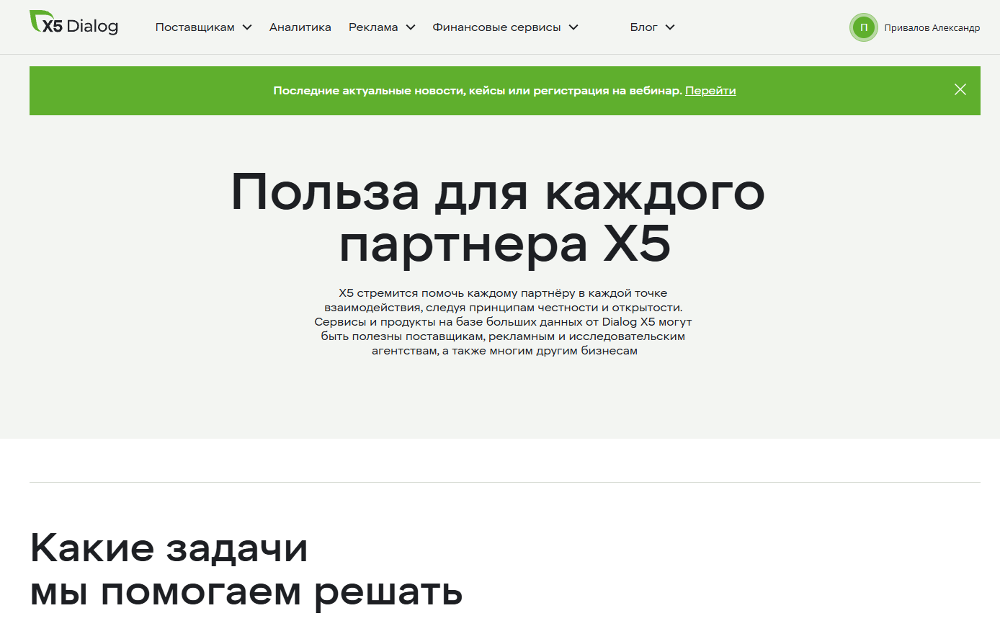 X5 Dialog
Поставщикам Аналитика Реклама Финансовые сервисы Блог
П Привалов Александр
Последние актуальные новости, кейсы или регистрация на вебинар. Перейти
Польза для каждого
партнера X5
X5 стремится помочь каждому партнёру в каждой точке
взаимодействия, следуя принципам честности и открытости.
Сервисы и продукты на базе больших данных от Dialog X5 могут
быть полезны поставщикам, рекламным и исследовательским
агентствам, а также многим другим бизнесам
Какие задачи
мы помогаем решать